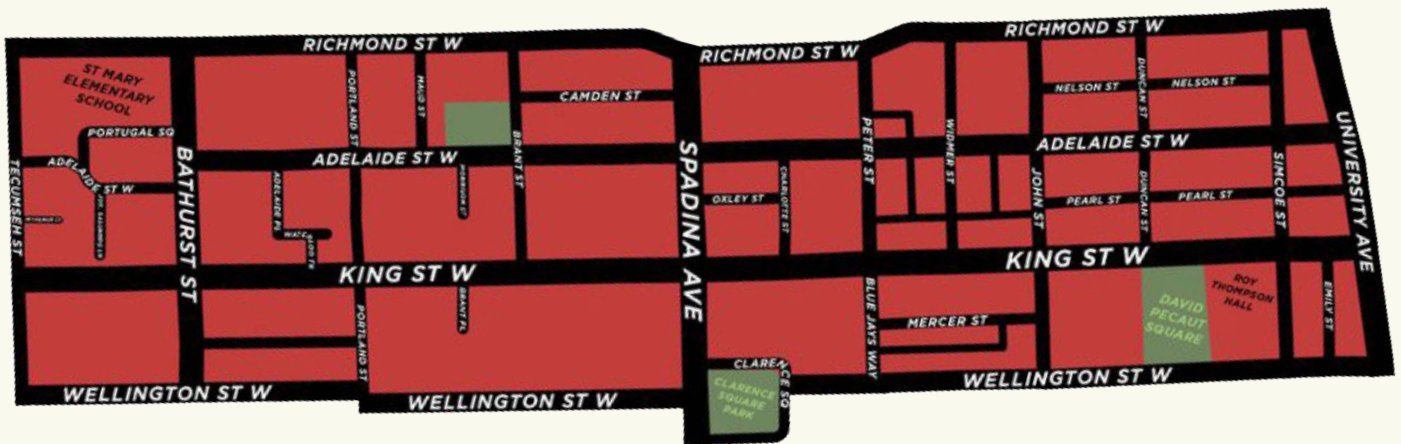 RICHMOND ST W
RICHMOND ST W
RICHMOND ST W
ST MARY
ELEMENTARY
SCHOOL
PORTLAND ST
MAUD ST
CAMDEN ST
DUNCAN ST
NELSON ST
NELSON ST
PORTUGAL SQ
ADELAIDE ST W
TECUMSEH ST
BATHURST ST
ADELAIDE ST W
BRANT ST
SPADINA AVE
PETER ST
WIDMER ST
ADELAIDE ST W
UNIVERSITY AVE
ADELAIDE PL
MORRISON ST
OXLEY ST
CHARLOTTE ST
JOHN ST
PEARL ST
DUNCAN ST
PEARL ST
SIMCOE ST
KING ST W
KING ST W
PORTLAND ST
BRANT PL
BLUE JAYS WAY
MERCER ST
DAVID
PECAUT
SQUARE
ROY
THOMPSON
HALL
EMILY ST
CLARENCE SQ
CLARENCE
SQUARE
PARK
WELLINGTON ST W
WELLINGTON ST W
WELLINGTON ST W